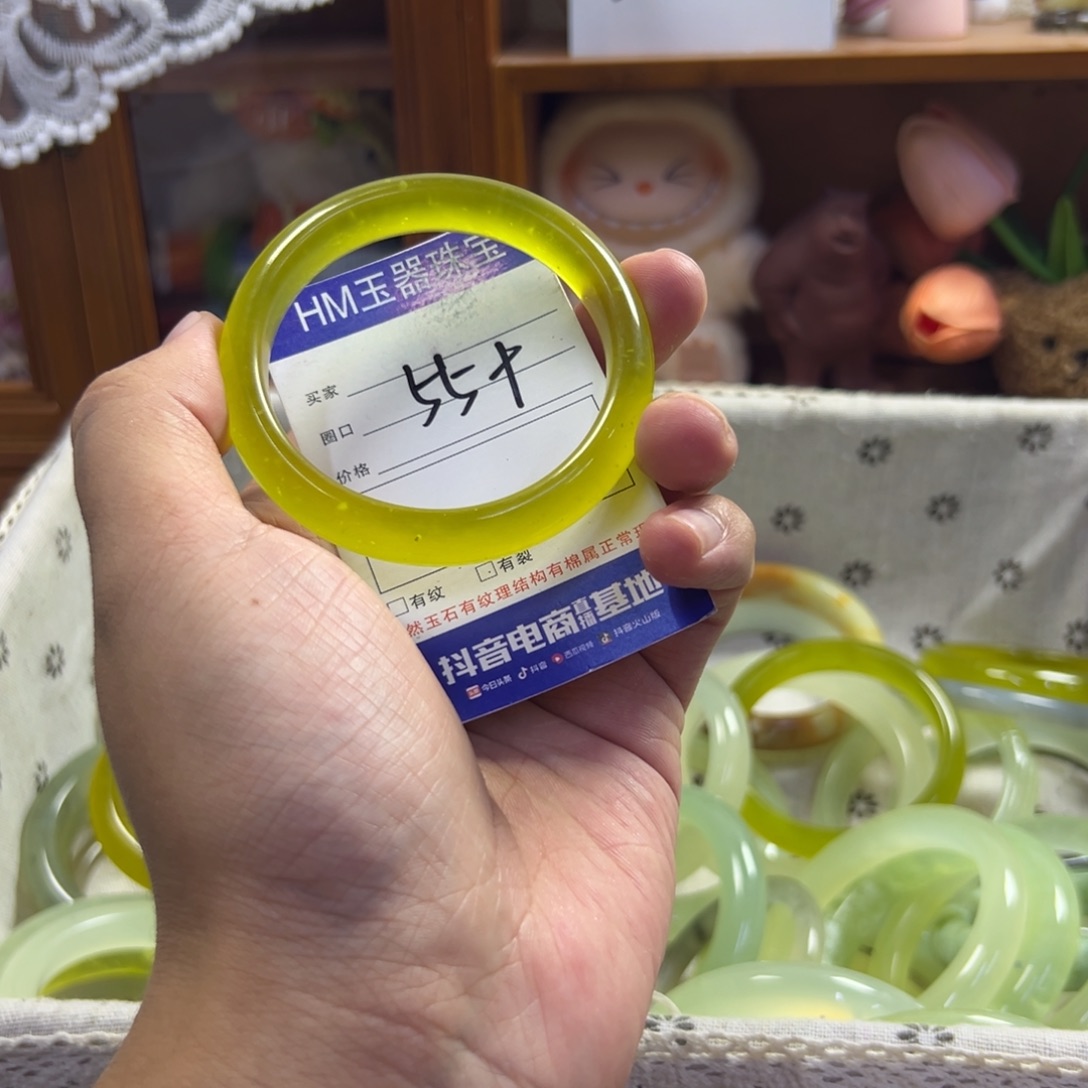 HM玉器珠宝
买家
圈口 55+
价格
有纹 有裂
然玉石有纹理结构有棉属正常现
抖音电商直播基地
今日头条 抖音 西瓜视频 抖音火山版